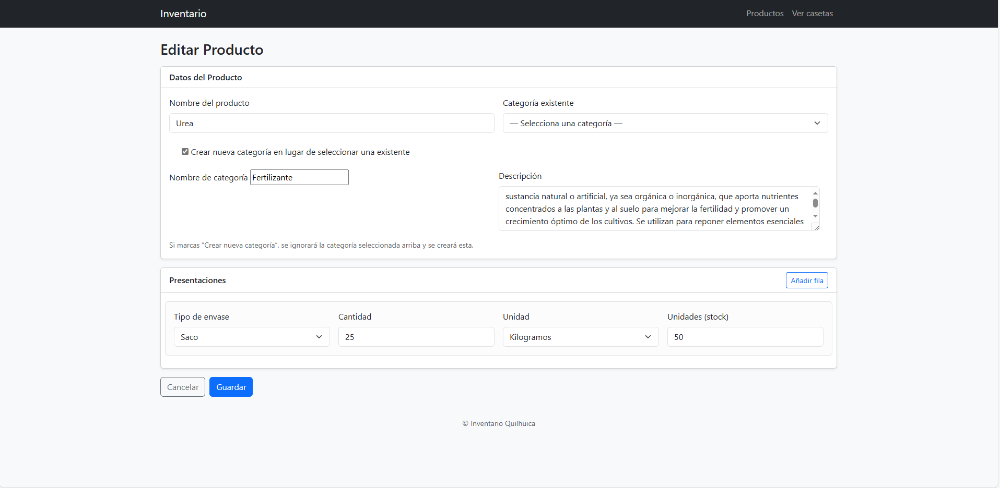 Inventario
Productos
Ver casetas
Editar Producto
Datos del Producto
Nombre del producto
Categoría existente
Urea
— Selecciona una categoría —
Crear nueva categoría en lugar de seleccionar una existente
Nombre de categoría
Fertilizante
Descripción
sustancia natural o artificial, ya sea orgánica o inorgánica, que aporta nutrientes
concentrados a las plantas y al suelo para mejorar la fertilidad y promover un
crecimiento óptimo de los cultivos. Se utilizan para reponer elementos esenciales
Si marcas “Crear nueva categoría”, se ignorará la categoría seleccionada arriba y se creará esta.
Presentaciones
Añadir fila
Tipo de envase
Cantidad
Unidad
Unidades (stock)
Saco
25
Kilogramos
50
Cancelar
Guardar
© Inventario Quilhuica